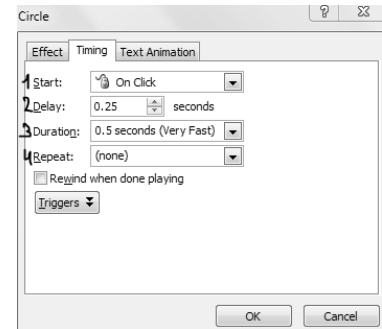 Circle
Effect Timing Text Animation
1 Start: On Click
2 Delay: 0.25 seconds
3 Duration: 0.5 seconds (Very Fast)
4 Repeat: (none)
Rewind when done playing
Triggers
OK Cancel